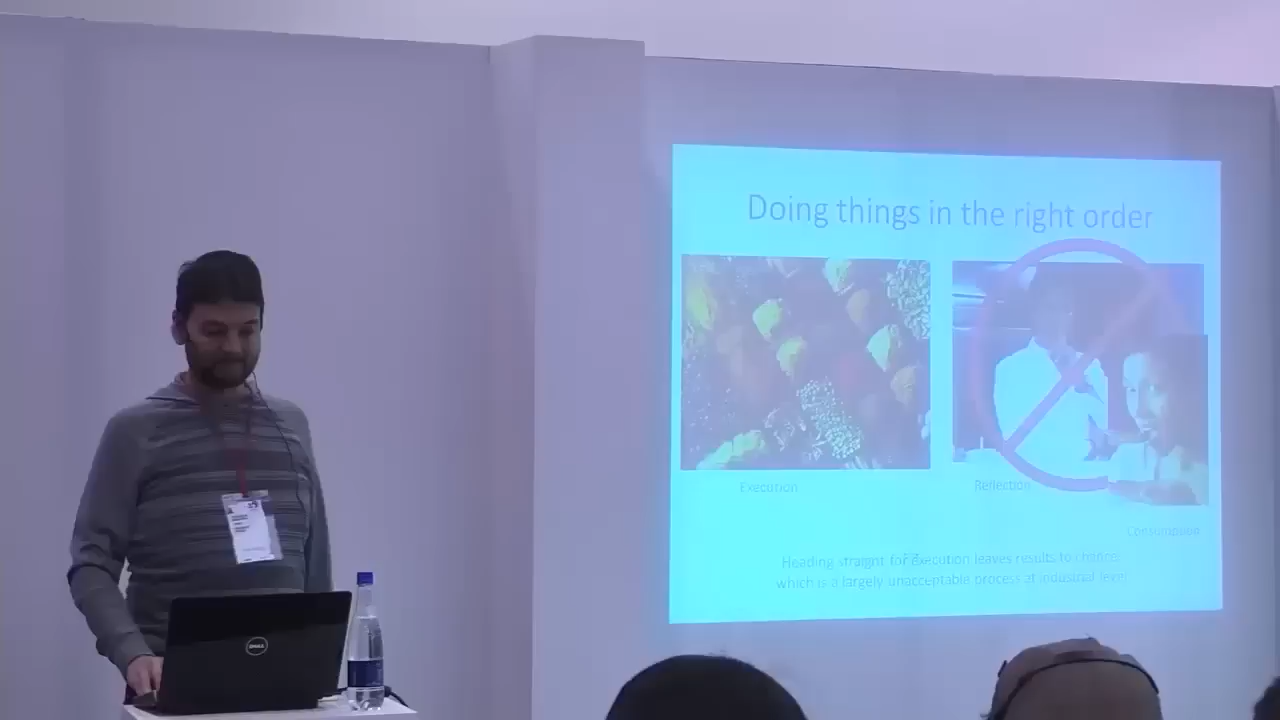 Doing things in the right order
Execution
Reflection
Consumption
Heading straight for execution leaves results to chance
which is a largely unacceptable process at industrial level
DELL